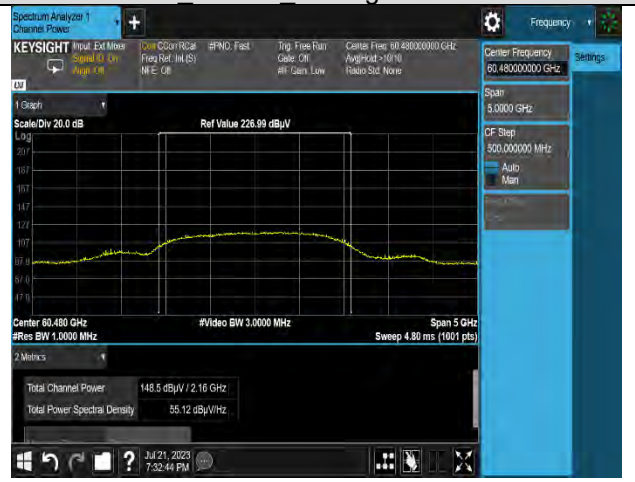 Spectrum Analyzer 1
Channel Power
Frequency
KEYSIGHT Input: Ext Mixer
Signal ID: On
Align: Off
Corr CCorr RCal
Freq Ref: Int (S)
NFE: Off
#PNO: Fast
Trig: Free Run
Gate: Off
#IF Gain: Low
Center Freq: 60.480000000 GHz
Avg|Hold:>10/10
Radio Std: None
Center Frequency
60.480000000 GHz
Settings
Span
5.0000 GHz
CF Step
500.000000 MHz
Auto
Man
1 Graph
Scale/Div 20.0 dB
Ref Value 226.99 dBµV
Log
207
187
167
147
127
107
87.0
67.0
47.0
Center 60.480 GHz
#Video BW 3.0000 MHz
Span 5 GHz
#Res BW 1.0000 MHz
Sweep 4.80 ms (1001 pts)
2 Metrics
Total Channel Power 148.5 dBµV / 2.16 GHz
Total Power Spectral Density 55.12 dBµV/Hz
Jul 21, 2023
7:32:44 PM